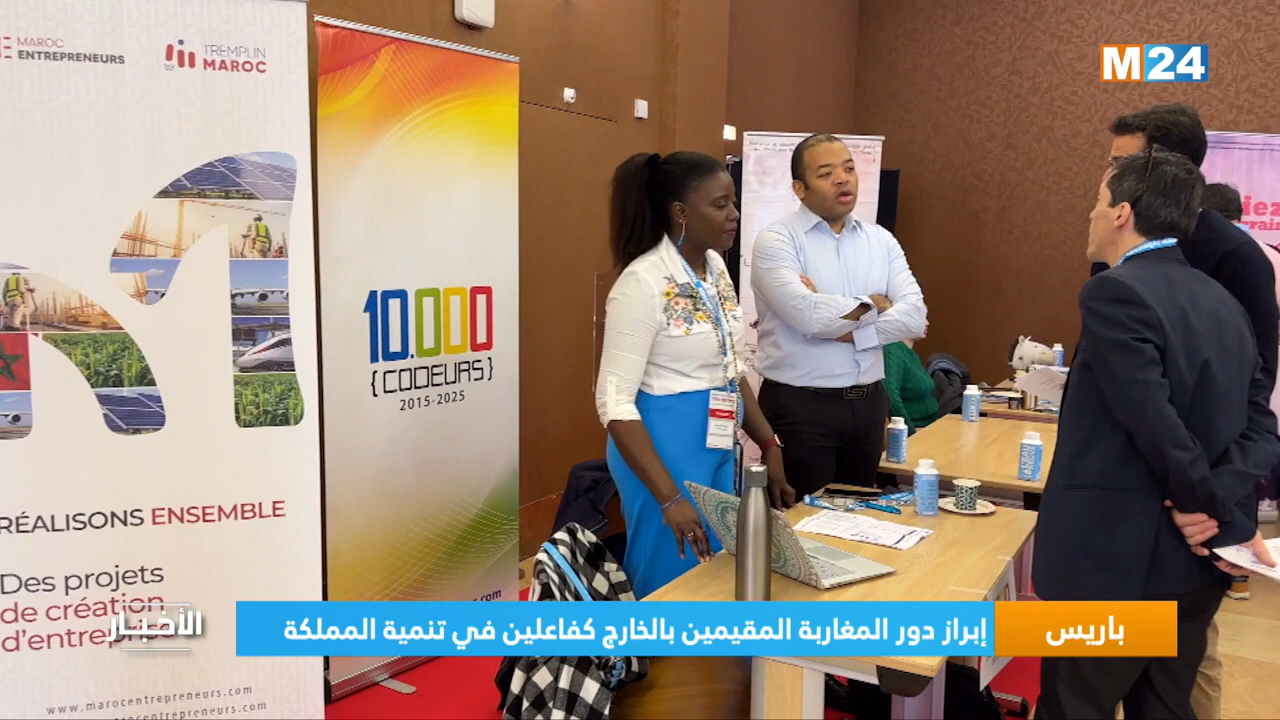 MAROC
ENTREPRENEURS
TREMPLIN
MAROC
M24
10.000
{CODEURS}
2015-2025
RÉALISONS ENSEMBLE
Des projets
de création
d'entreprise
www.marocentrepreneurs.com
الأخبار
باريس
إبراز دور المغاربة المقيمين بالخارج كفاعلين في تنمية المملكة